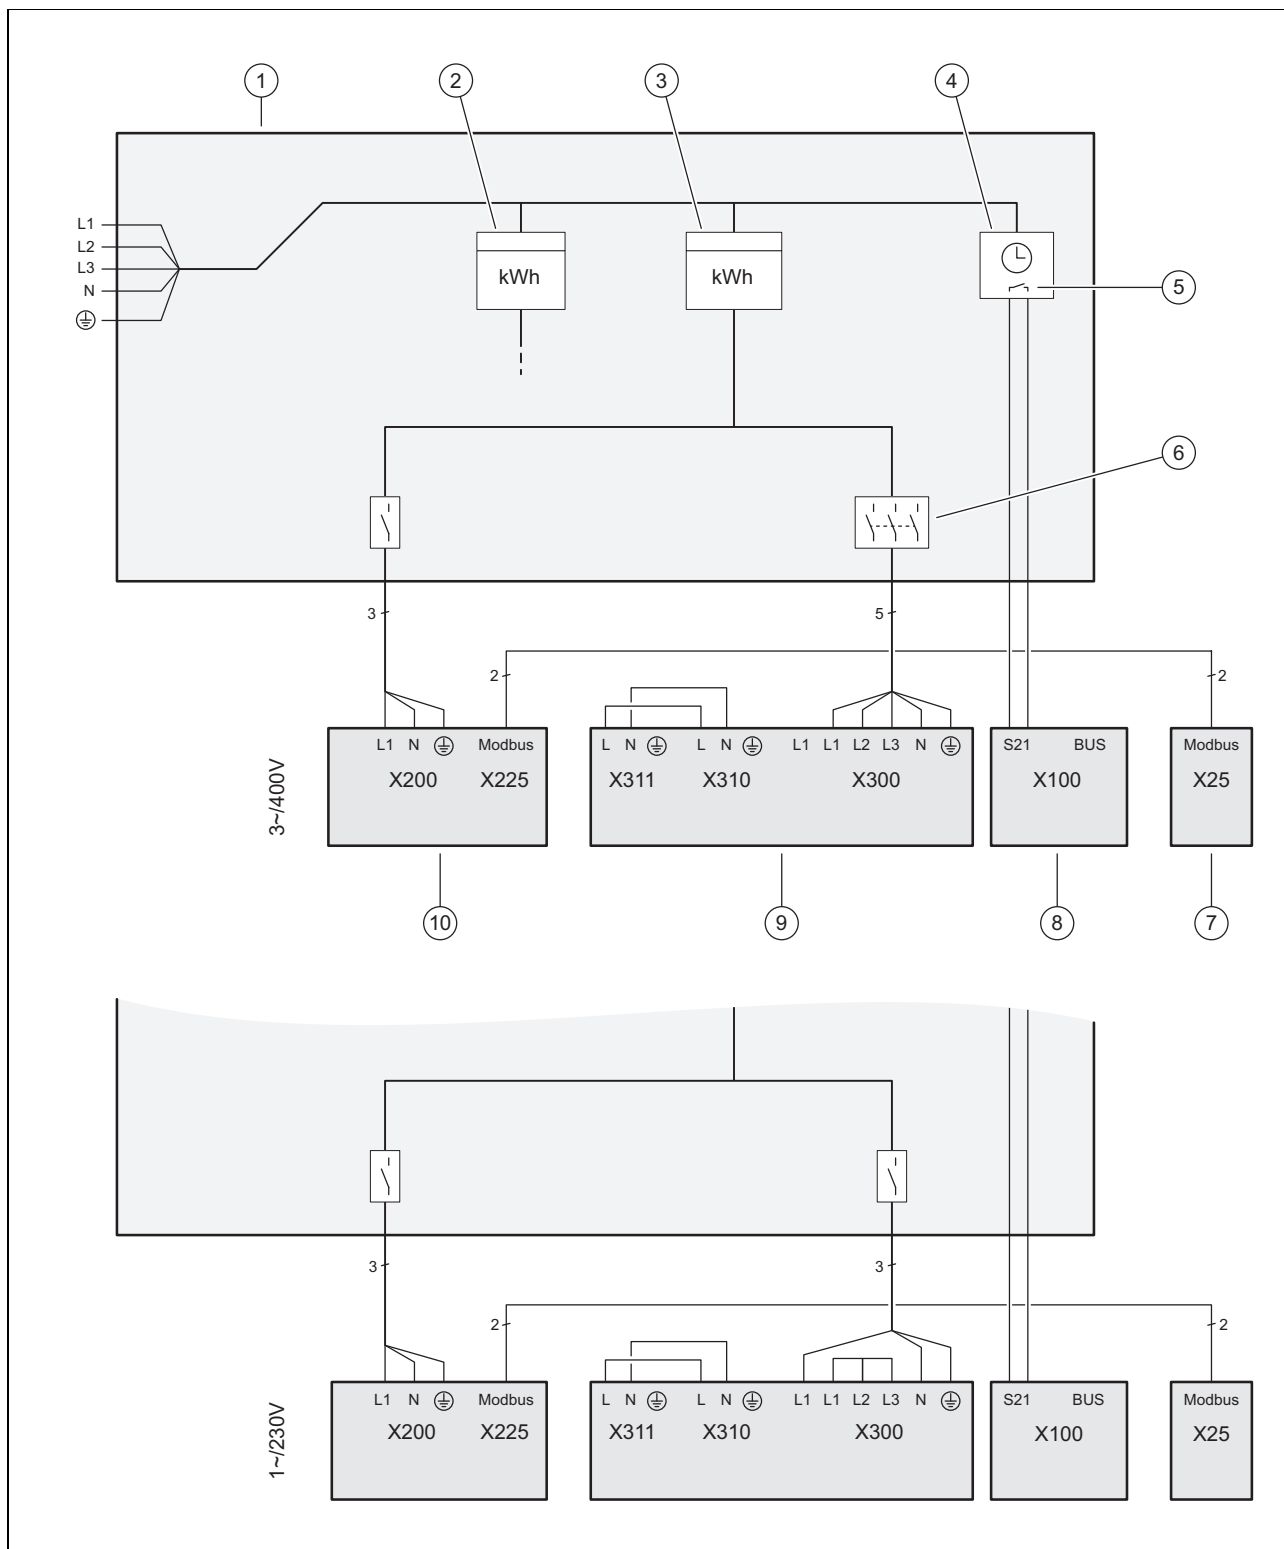 1 2 3 4
L1
L2
L3
N
kWh kWh
5
6
3 5
2 2
L1 N Modbus L N L N L1 L1 L2 L3 N S21 BUS Modbus
X200 X225 X311 X310 X300 X100 X25
3~/400V
10 9 8 7
3 3
2 2
L1 N Modbus L N L N L1 L1 L2 L3 N S21 BUS Modbus
X200 X225 X311 X310 X300 X100 X25
1~/230V